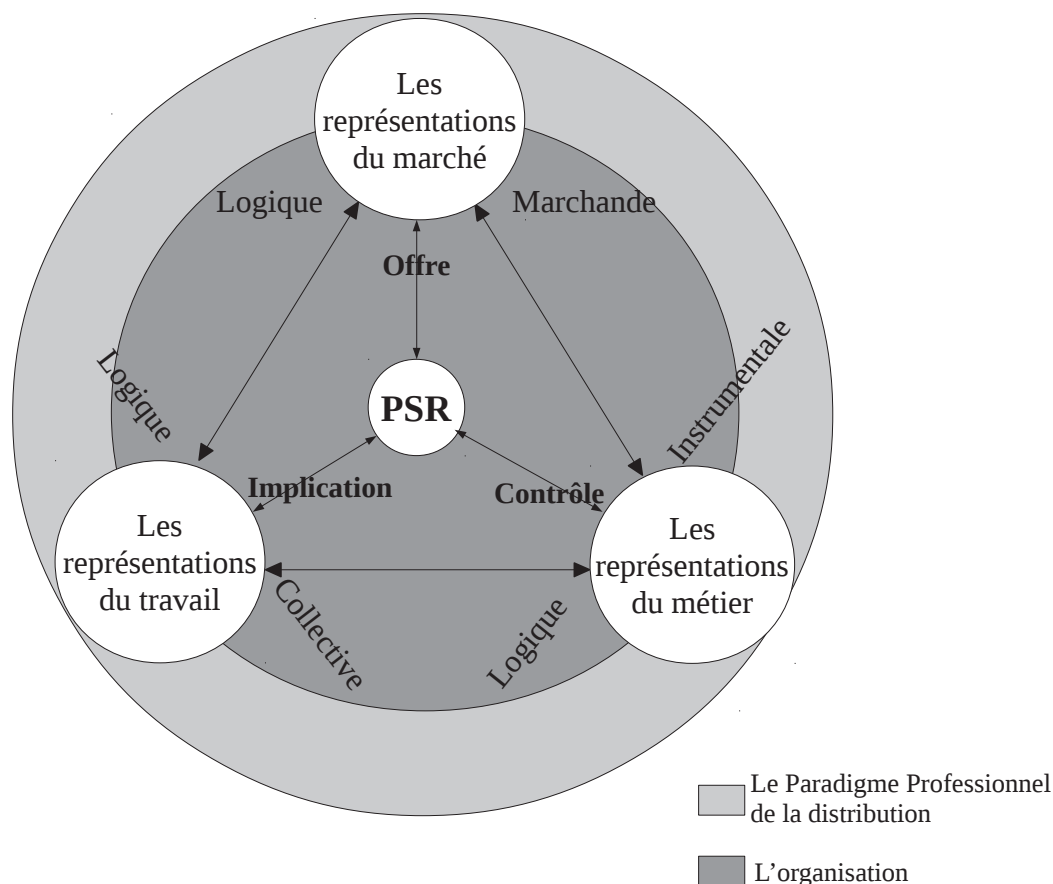 Les
représentations
du marché
Logique
Marchande
Offre
Logique
Instrumentale
PSR
Implication
Contrôle
Les
représentations
du travail
Les
représentations
du métier
Collective
Logique
Le Paradigme Professionnel
de la distribution
L'organisation